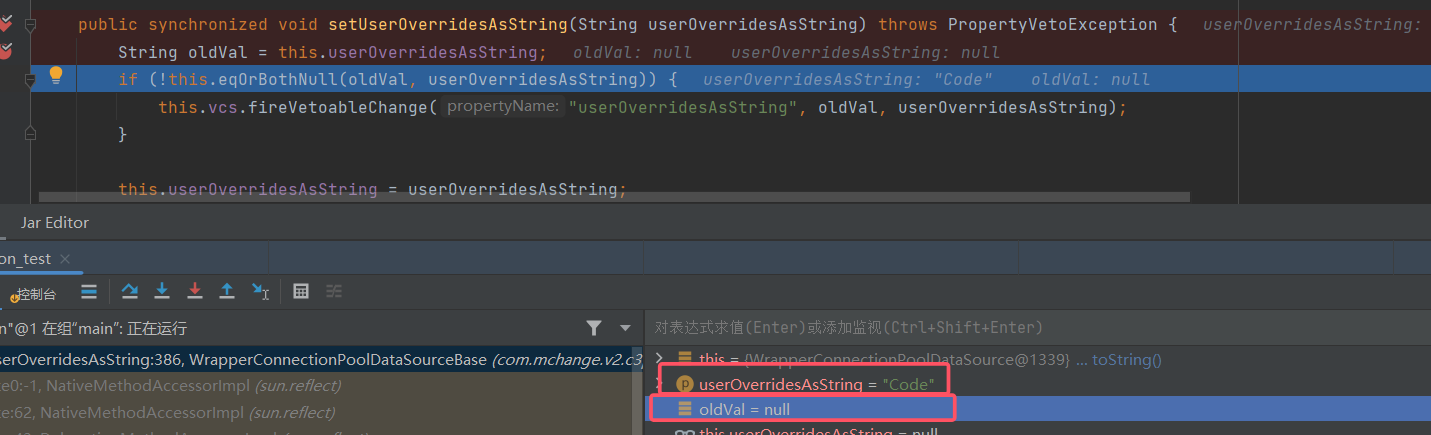 public synchronized void setUserOverridesAsString(String userOverridesAsString) throws PropertyVetoException {   userOverridesAsString:
String oldVal = this.userOverridesAsString;   oldVal: null   userOverridesAsString: null
if (!this.eqOrBothNull(oldVal, userOverridesAsString)) {   userOverridesAsString: "Code"   oldVal: null
this.vcs.fireVetoableChange( propertyName: "userOverridesAsString", oldVal, userOverridesAsString);
}
this.userOverridesAsString = userOverridesAsString;
Jar Editor
on_test
控制台
n"@1 在组"main": 正在运行
对表达式求值(Enter)或添加监视(Ctrl+Shift+Enter)
serOverridesAsString:386, WrapperConnectionPoolDataSourceBase (com.mchange.v2.c3
this = {WrapperConnectionPoolDataSource@1339} ... toString()
ke0:-1, NativeMethodAccessorImpl (sun.reflect)
userOverridesAsString = "Code"
ke:62, NativeMethodAccessorImpl (sun.reflect)
oldVal = null
this.userOverridesAsString = null